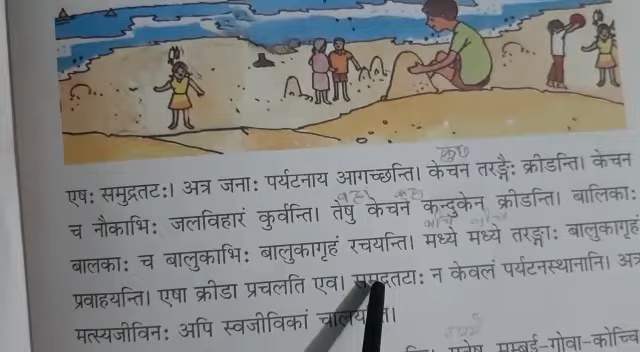 एषः समुद्रतटः। अत्र जनाः पर्यटनाय आगच्छन्ति। केचन तरङ्गैः क्रीडन्ति। केचन
च नौकाभिः जलविहारं कुर्वन्ति। तेषु केचन कन्दुकेन क्रीडन्ति। बालिकाः
बालकाः च बालुकाभिः बालुकागृहं रचयन्ति। मध्ये मध्ये तरङ्गाः बालुकागृहं
प्रवाहयन्ति। एषा क्रीडा प्रचलति एव। समुद्रतटाः न केवलं पर्यटनस्थानानि। अत्र
मत्स्यजीविनः अपि स्वजीविकां चालयन्ति।
मुम्बई-गोवा-कोच्चि